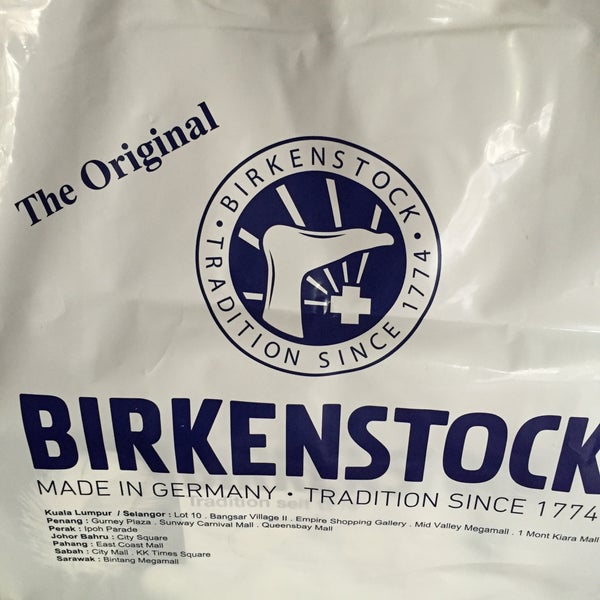 The Original
· BIRKENSTOCK ·
TRADITION SINCE 1774
BIRKENSTOCK
MADE IN GERMANY · TRADITION SINCE 1774
Kuala Lumpur / Selangor : Lot 10 . Bangsar Village II . Empire Shopping Gallery . Mid Valley Megamall . 1 Mont Kiara Mall
Penang : Gurney Plaza . Sunway Carnival Mall . Queensbay Mall
Perak : Ipoh Parade
Johor Bahru : City Square
Pahang : East Coast Mall
Sabah : City Mall . KK Times Square
Sarawak : Bintang Megamall